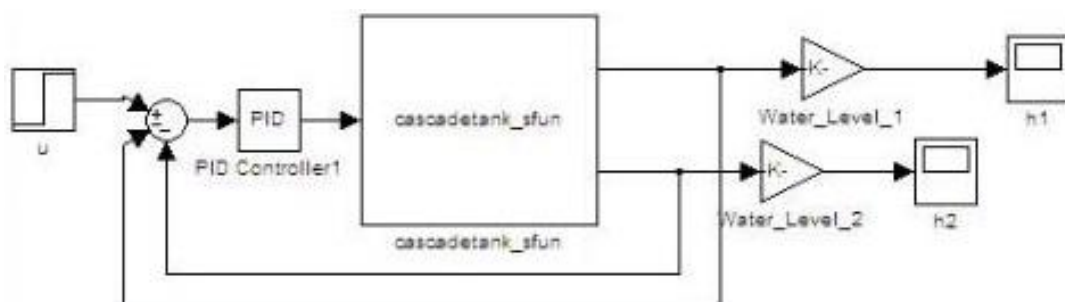 K-
Water_Level_1
h1
u
+
−
−
PID
PID Controller1
cascadetank_sfun
cascadetank_sfun
K-
Water_Level_2
h2